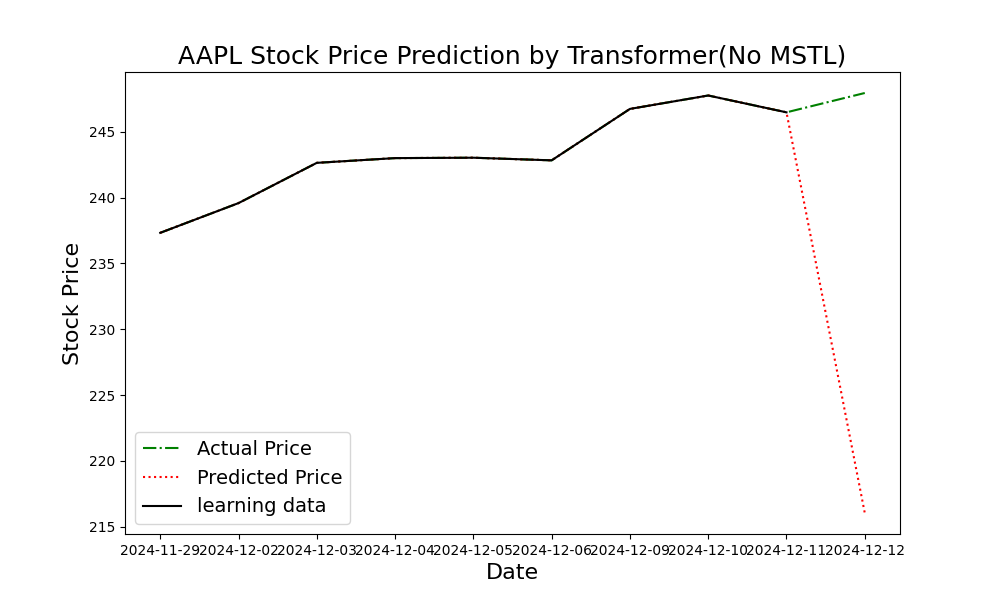 AAPL Stock Price Prediction by Transformer(No MSTL)
Stock Price
245
240
235
230
225
220
215
Actual Price
Predicted Price
learning data
2024-11-29 2024-12-02 2024-12-03 2024-12-04 2024-12-05 2024-12-06 2024-12-09 2024-12-10 2024-12-11 2024-12-12
Date